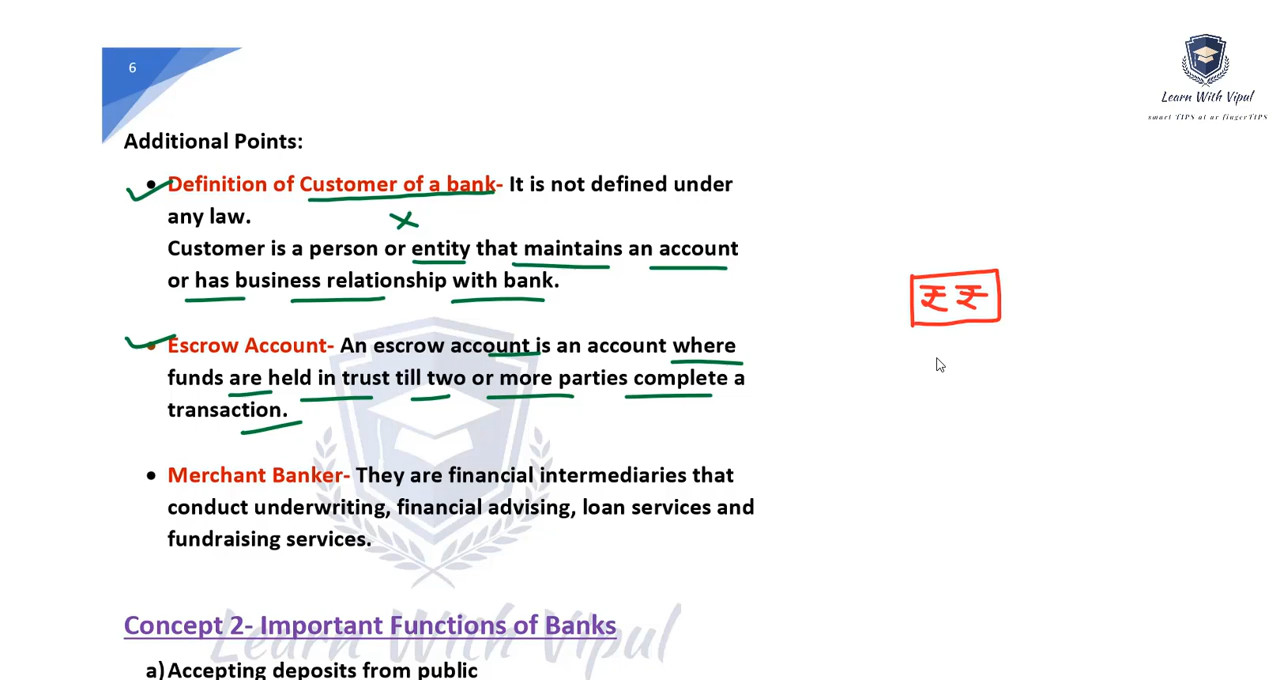 6
Learn With Vipul
smart TIPS at ur fingerTIPS
Additional Points:
• Definition of Customer of a bank- It is not defined under
any law.
Customer is a person or entity that maintains an account
or has business relationship with bank.
₹ ₹
• Escrow Account- An escrow account is an account where
funds are held in trust till two or more parties complete a
transaction.
• Merchant Banker- They are financial intermediaries that
conduct underwriting, financial advising, loan services and
fundraising services.
Learn With Vipul
Concept 2- Important Functions of Banks
a) Accepting deposits from public